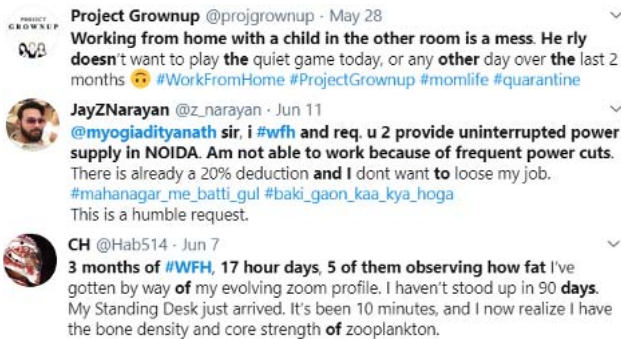 PROJECT
GROWNUP
Project Grownup @projgrownup · May 28
Working from home with a child in the other room is a mess. He rly
doesn't want to play the quiet game today, or any other day over the last 2
months 🙃 #WorkFromHome #ProjectGrownup #momlife #quarantine
JayZNarayan @z_narayan · Jun 11
@myogiadityanath sir, i #wfh and req. u 2 provide uninterrupted power
supply in NOIDA. Am not able to work because of frequent power cuts.
There is already a 20% deduction and I dont want to loose my job.
#mahanagar_me_batti_gul #baki_gaon_kaa_kya_hoga
This is a humble request.
CH @Hab514 · Jun 7
3 months of #WFH, 17 hour days, 5 of them observing how fat I've
gotten by way of my evolving zoom profile. I haven't stood up in 90 days.
My Standing Desk just arrived. It's been 10 minutes, and I now realize I have
the bone density and core strength of zooplankton.